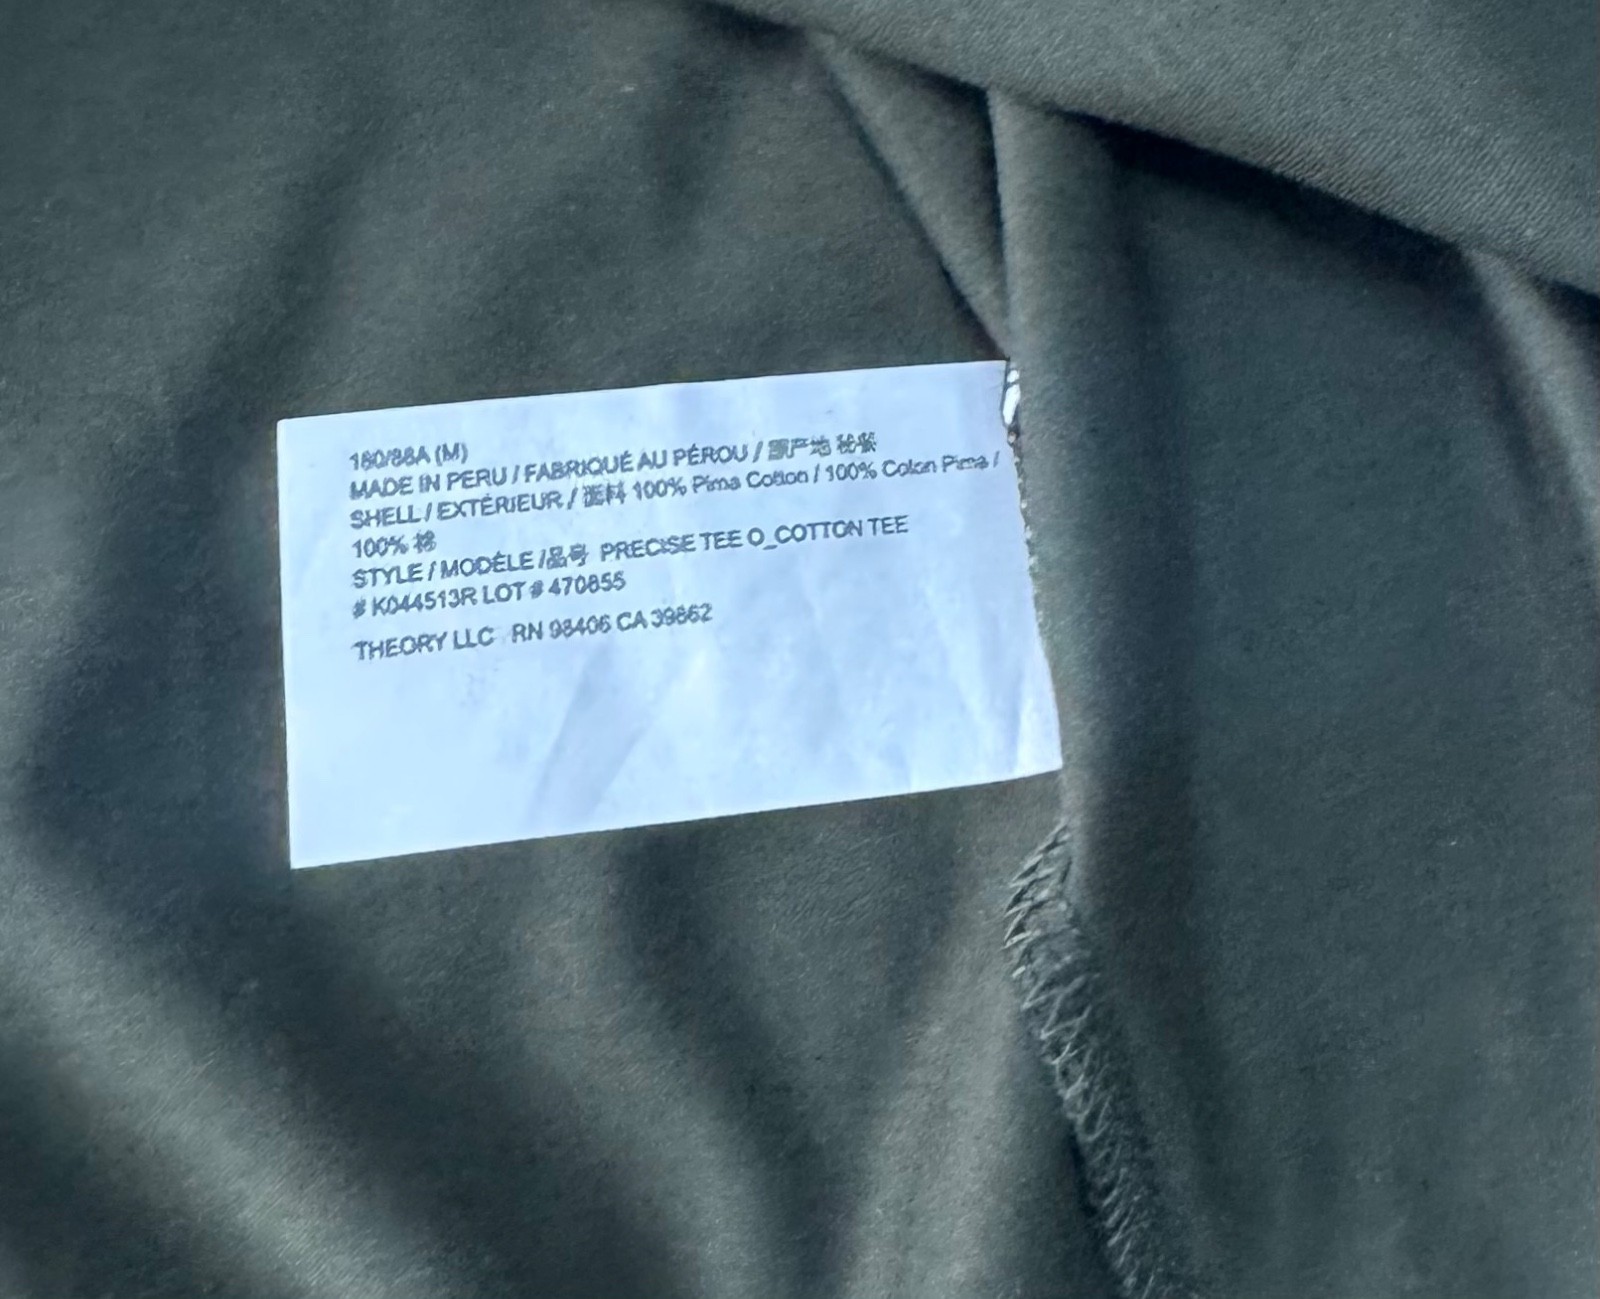 160/88A (M)
MADE IN PERU / FABRIQUÉ AU PÉROU / 原产地 秘鲁
SHELL / EXTÉRIEUR / 面料 100% Pima Cotton / 100% Coton Pima /
100% 棉
STYLE / MODÈLE /品号 PRECISE TEE O_COTTON TEE
# K044513R LOT # 470855
THEORY LLC RN 98406 CA 39862